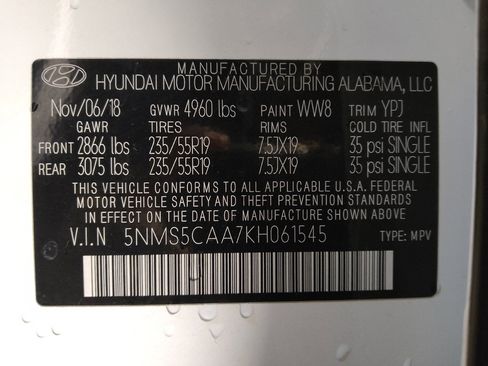 MANUFACTURED BY
HYUNDAI MOTOR MANUFACTURING ALABAMA, LLC
Nov/06/18 GVWR 4960 lbs PAINT WW8 TRIM YPJ
GAWR TIRES RIMS COLD TIRE INFL
FRONT 2866 lbs 235/55R19 7.5JX19 35 psi SINGLE
REAR 3075 lbs 235/55R19 7.5JX19 35 psi SINGLE
THIS VEHICLE CONFORMS TO ALL APPLICABLE U.S.A. FEDERAL
MOTOR VEHICLE SAFETY AND THEFT PREVENTION STANDARDS
IN EFFECT ON THE DATE OF MANUFACTURE SHOWN ABOVE
V.I.N 5NMS5CAA7KH061545 TYPE: MPV